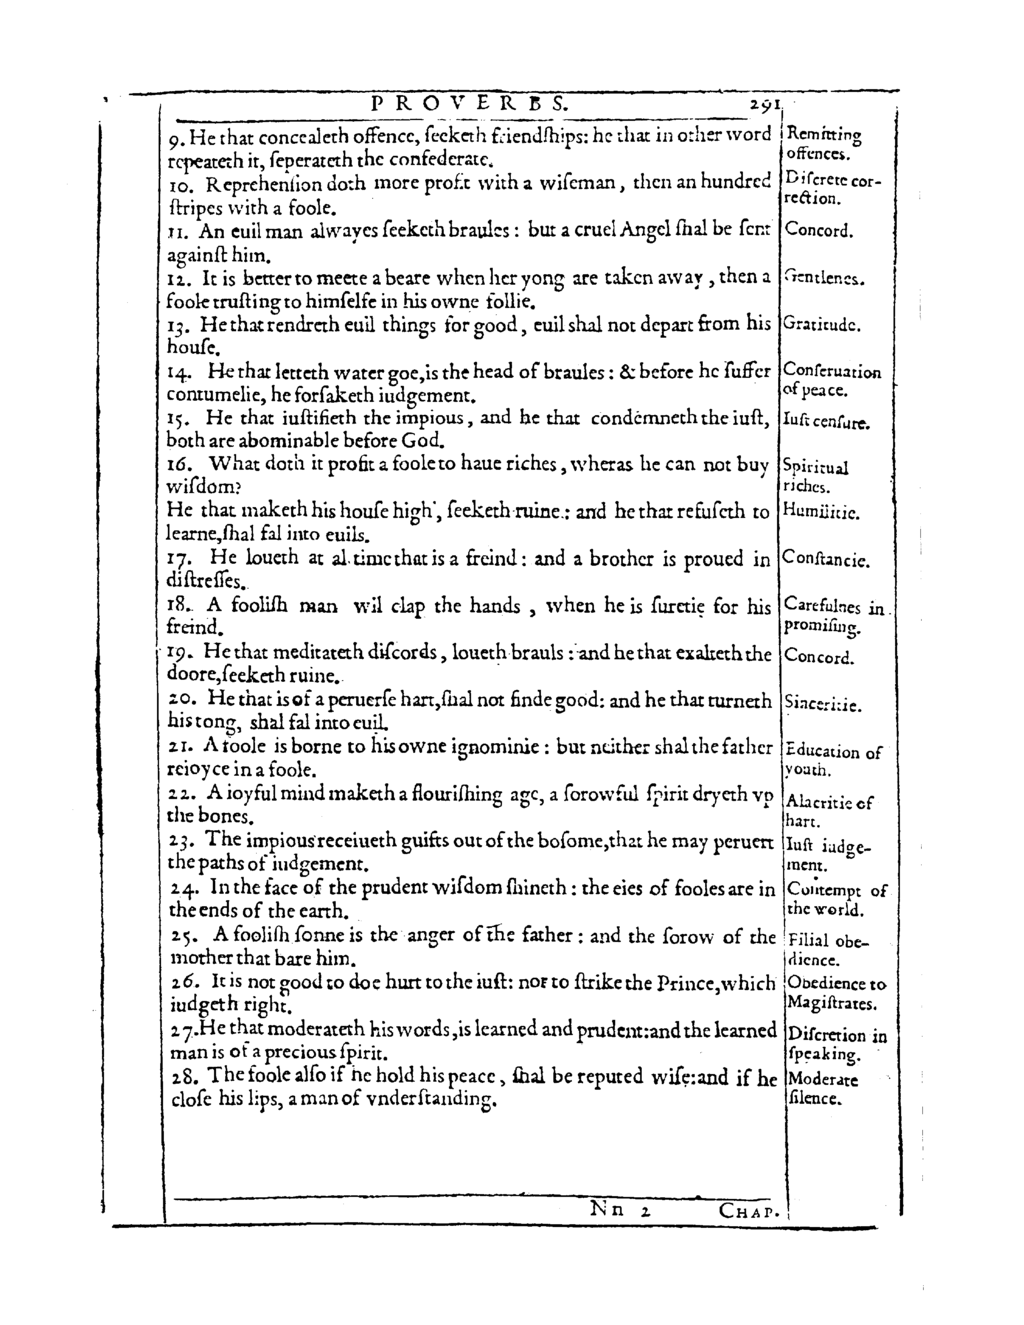 PROVERBS. 291
9. He that concealeth offence, ſeeketh friendſhips: he that in other word
repeateth it, ſeperateth the confederate.
Remitting
offences.
10. Reprehenſion doth more profit with a wiſeman, then an hundred
ſtripes with a foole.
Diſcrete cor-
rection.
11. An euil man alwayes ſeeketh braules: but a cruel Angel ſhal be ſent
againſt him.
Concord.
12. It is better to meete a beare when her yong are taken away, then a
foole truſting to himſelfe in his owne follie.
Gentlenes.
13. He that rendreth euil things for good, euil shal not depart from his
houſe.
Gratitude.
14. He that letteth water goe, is the head of braules: & before he ſuffer
contumelie, he forſaketh iudgement.
Conſeruation
of peace.
15. He that iuſtifieth the impious, and he that condemneth the iuſt,
both are abominable before God.
Iuſt cenſure.
16. What doth it profit a foole to haue riches, wheras he can not buy
wiſdom?
Spiritual
riches.
He that maketh his houſe high, ſeeketh ruine: and he that refuſeth to
learne, ſhal fal into euils.
Humilitie.
17. He loueth at al time that is a freind: and a brother is proued in
diſtreſſes.
Conſtancie.
18. A fooliſh man wil clap the hands, when he is ſuretie for his
freind.
Carefulnes in
promiſing.
19. He that meditateth diſcords, loueth brauls: and he that exalteth the
doore, ſeeketh ruine.
Concord.
20. He that is of a peruerſe hart, ſhal not finde good: and he that turneth
his tong, shal fal into euil.
Sinceritie.
21. A foole is borne to his owne ignominie: but neither shal the father
reioyce in a foole.
Education of
youth.
22. A ioyful mind maketh a flouriſhing age, a ſorowful ſpirit dryeth vp
the bones.
Alacritie of
hart.
23. The impious receiueth guifts out of the boſome, that he may peruert
the paths of iudgement.
Iuſt iudge-
ment.
24. In the face of the prudent wiſdom ſhineth: the eies of fooles are in
the ends of the earth.
Contempt of
the world.
25. A fooliſh ſonne is the anger of the father: and the ſorow of the
mother that bare him.
Filial obe-
dience.
26. It is not good to doe hurt to the iuſt: nor to ſtrike the Prince, which
iudgeth right.
Obedience to
Magiſtrates.
27. He that moderateth his words, is learned and prudent: and the learned
man is of a precious ſpirit.
Diſcretion in
ſpeaking.
28. The foole alſo if he hold his peace, ſhal be reputed wiſe: and if he
cloſe his lips, a man of vnderſtanding.
Moderate
ſilence.
Nn 2 CHAP.